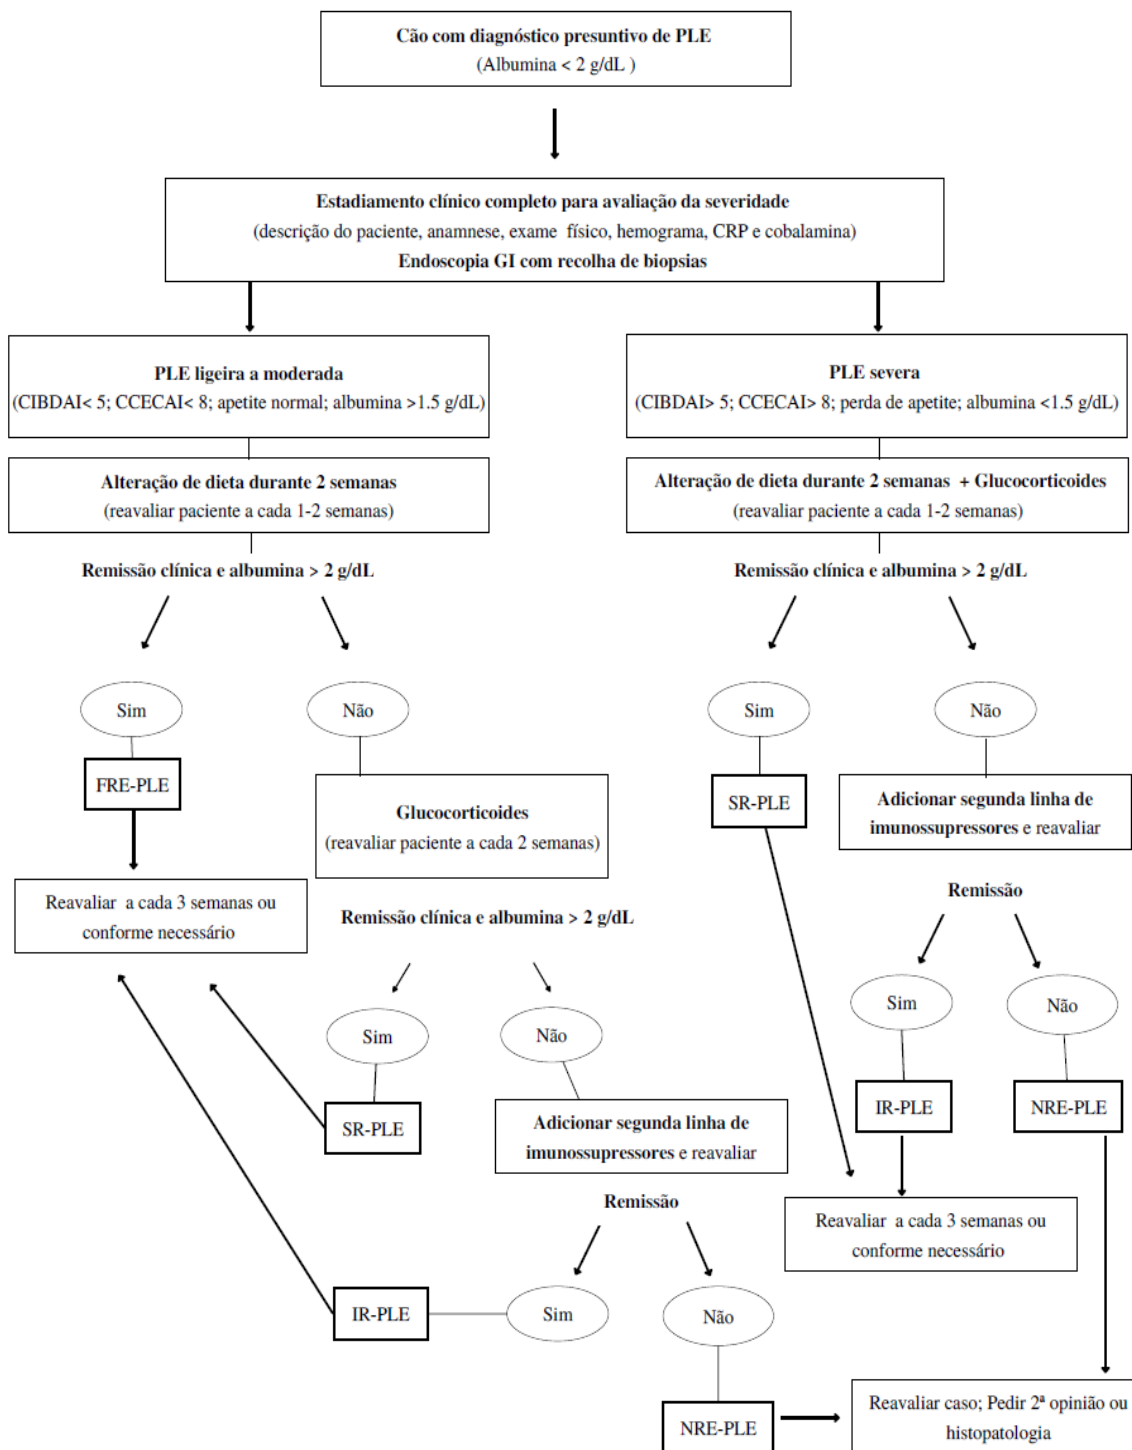 Cão com diagnóstico presuntivo de PLE
(Albumina < 2 g/dL )
Estadiamento clínico completo para avaliação da severidade
(descrição do paciente, anamnese, exame físico, hemograma, CRP e cobalamina)
Endoscopia GI com recolha de biopsias
PLE ligeira a moderada
(CIBDAI< 5; CCECAI< 8; apetite normal; albumina >1.5 g/dL)
PLE severa
(CIBDAI> 5; CCECAI> 8; perda de apetite; albumina <1.5 g/dL)
Alteração de dieta durante 2 semanas
(reavaliar paciente a cada 1-2 semanas)
Alteração de dieta durante 2 semanas + Glucocorticoides
(reavaliar paciente a cada 1-2 semanas)
Remissão clínica e albumina > 2 g/dL
Remissão clínica e albumina > 2 g/dL
Sim
Não
Sim
Não
FRE-PLE
Glucocorticoides
(reavaliar paciente a cada 2 semanas)
SR-PLE
Adicionar segunda linha de
imunossupressores e reavaliar
Reavaliar a cada 3 semanas ou
conforme necessário
Remissão clínica e albumina > 2 g/dL
Remissão
Sim
Não
Sim
Não
SR-PLE
Adicionar segunda linha de
imunossupressores e reavaliar
IR-PLE
NRE-PLE
Remissão
Reavaliar a cada 3 semanas ou
conforme necessário
IR-PLE
Sim
Não
NRE-PLE
Reavaliar caso; Pedir 2ª opinião ou
histopatologia